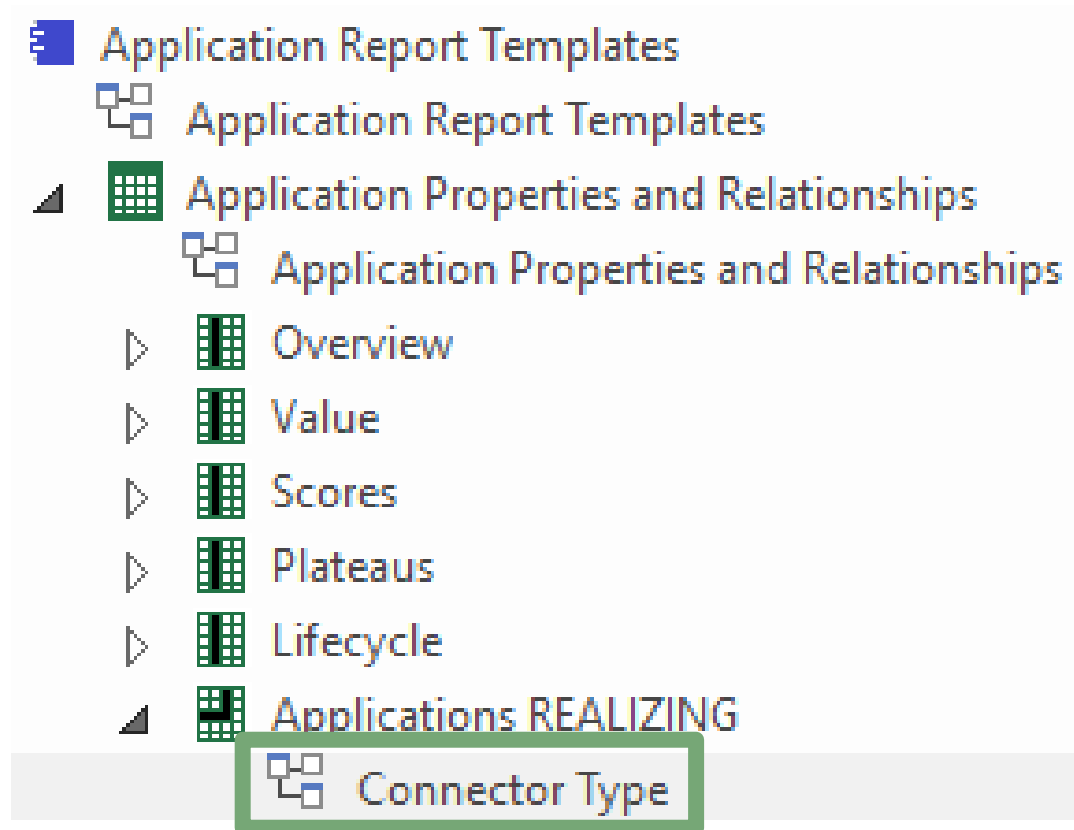 Application Report Templates
Application Report Templates
Application Properties and Relationships
Application Properties and Relationships
Overview
Value
Scores
Plateaus
Lifecycle
Applications REALIZING
Connector Type